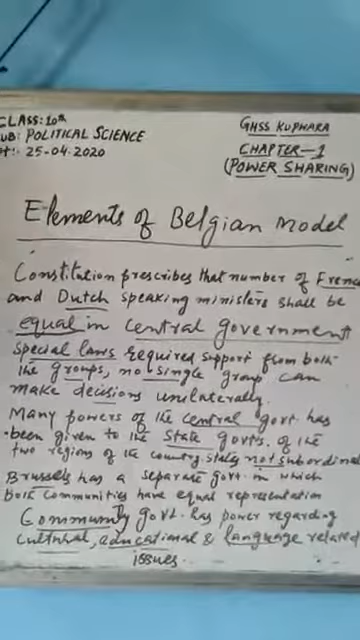 CLASS: 10th
SUB: POLITICAL SCIENCE
25-04-2020
GHSS KUPHARA
CHAPTER-1
(POWER SHARING)
Elements of Belgian Model
Constitution prescribes that number of French
and Dutch speaking ministers shall be
equal in central government
Special laws required support from both
the groups, no single group can
make decisions unilaterally.
Many powers of the central govt. has
been given to the State govts. of the
two regions of the country. States not subordinate
Brussels has a separate govt. in which
both communities have equal representation
Community govt. has power regarding
cultural, educational & language related
issues.